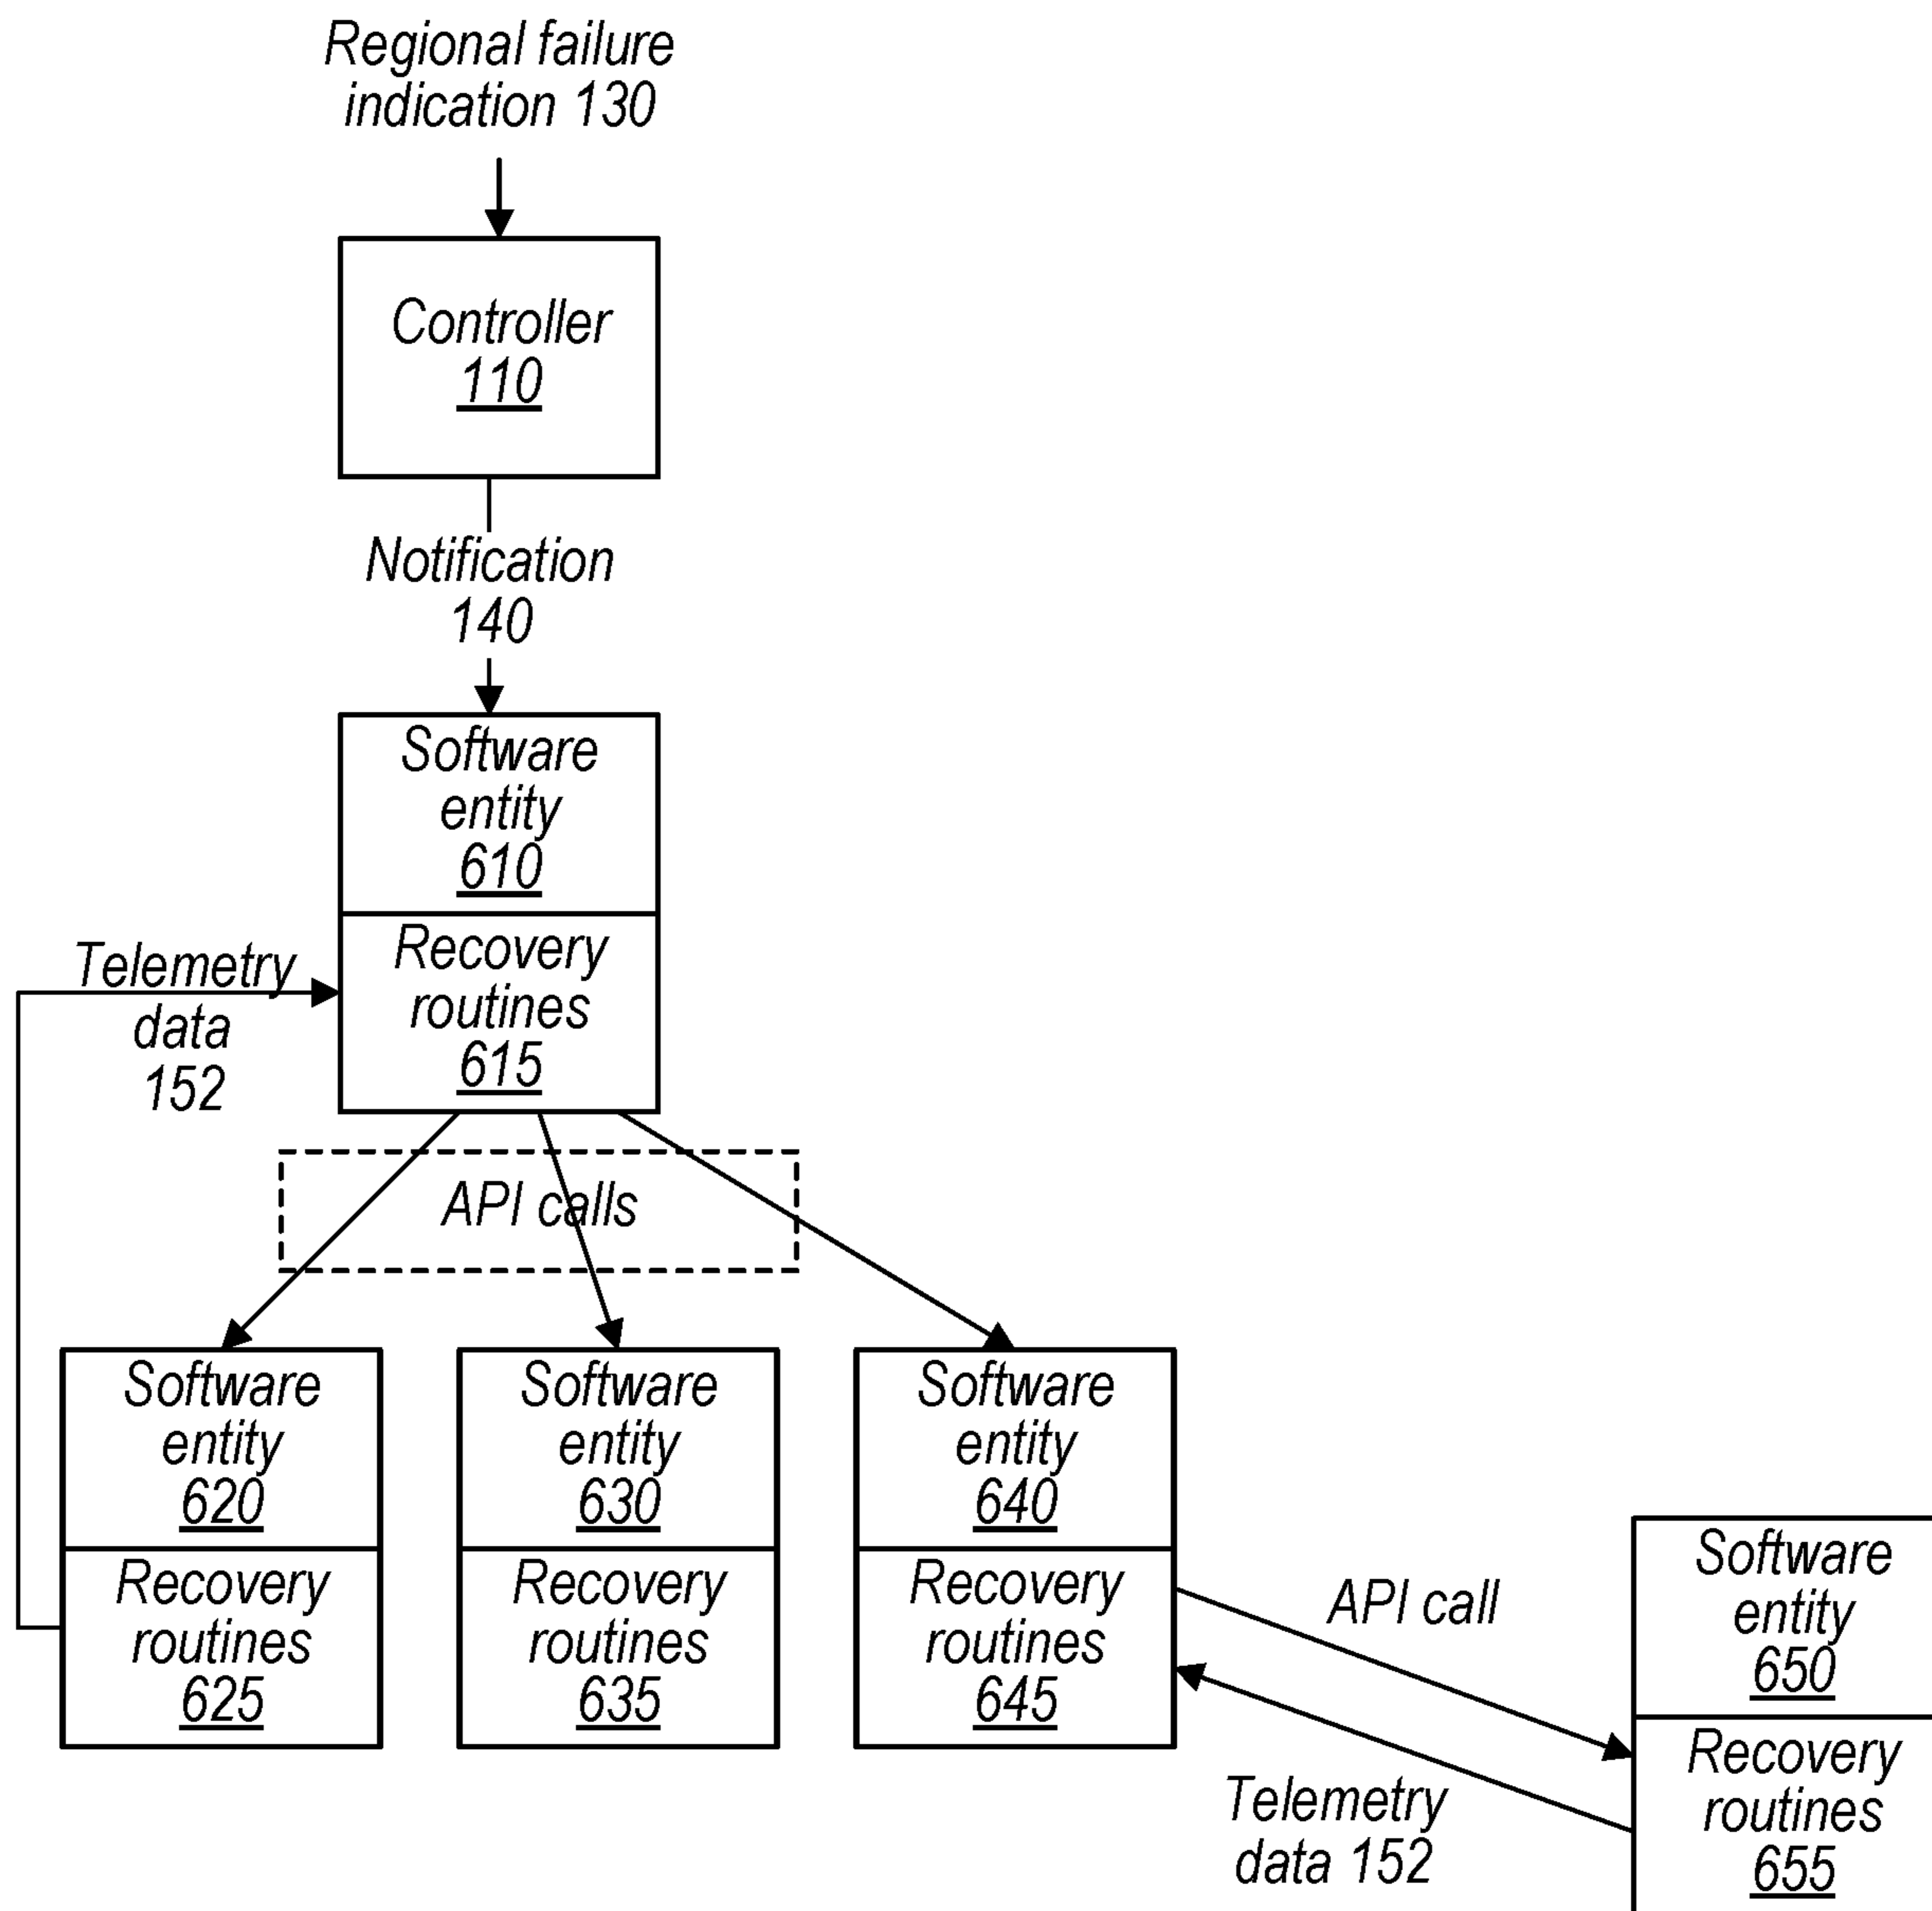 Regional failure
indication 130
Controller
110
Notification
140
Software
entity
610
Recovery
routines
615
Telemetry
data
152
API calls
Software
entity
620
Recovery
routines
625
Software
entity
630
Recovery
routines
635
Software
entity
640
Recovery
routines
645
API call
Telemetry
data 152
Software
entity
650
Recovery
routines
655